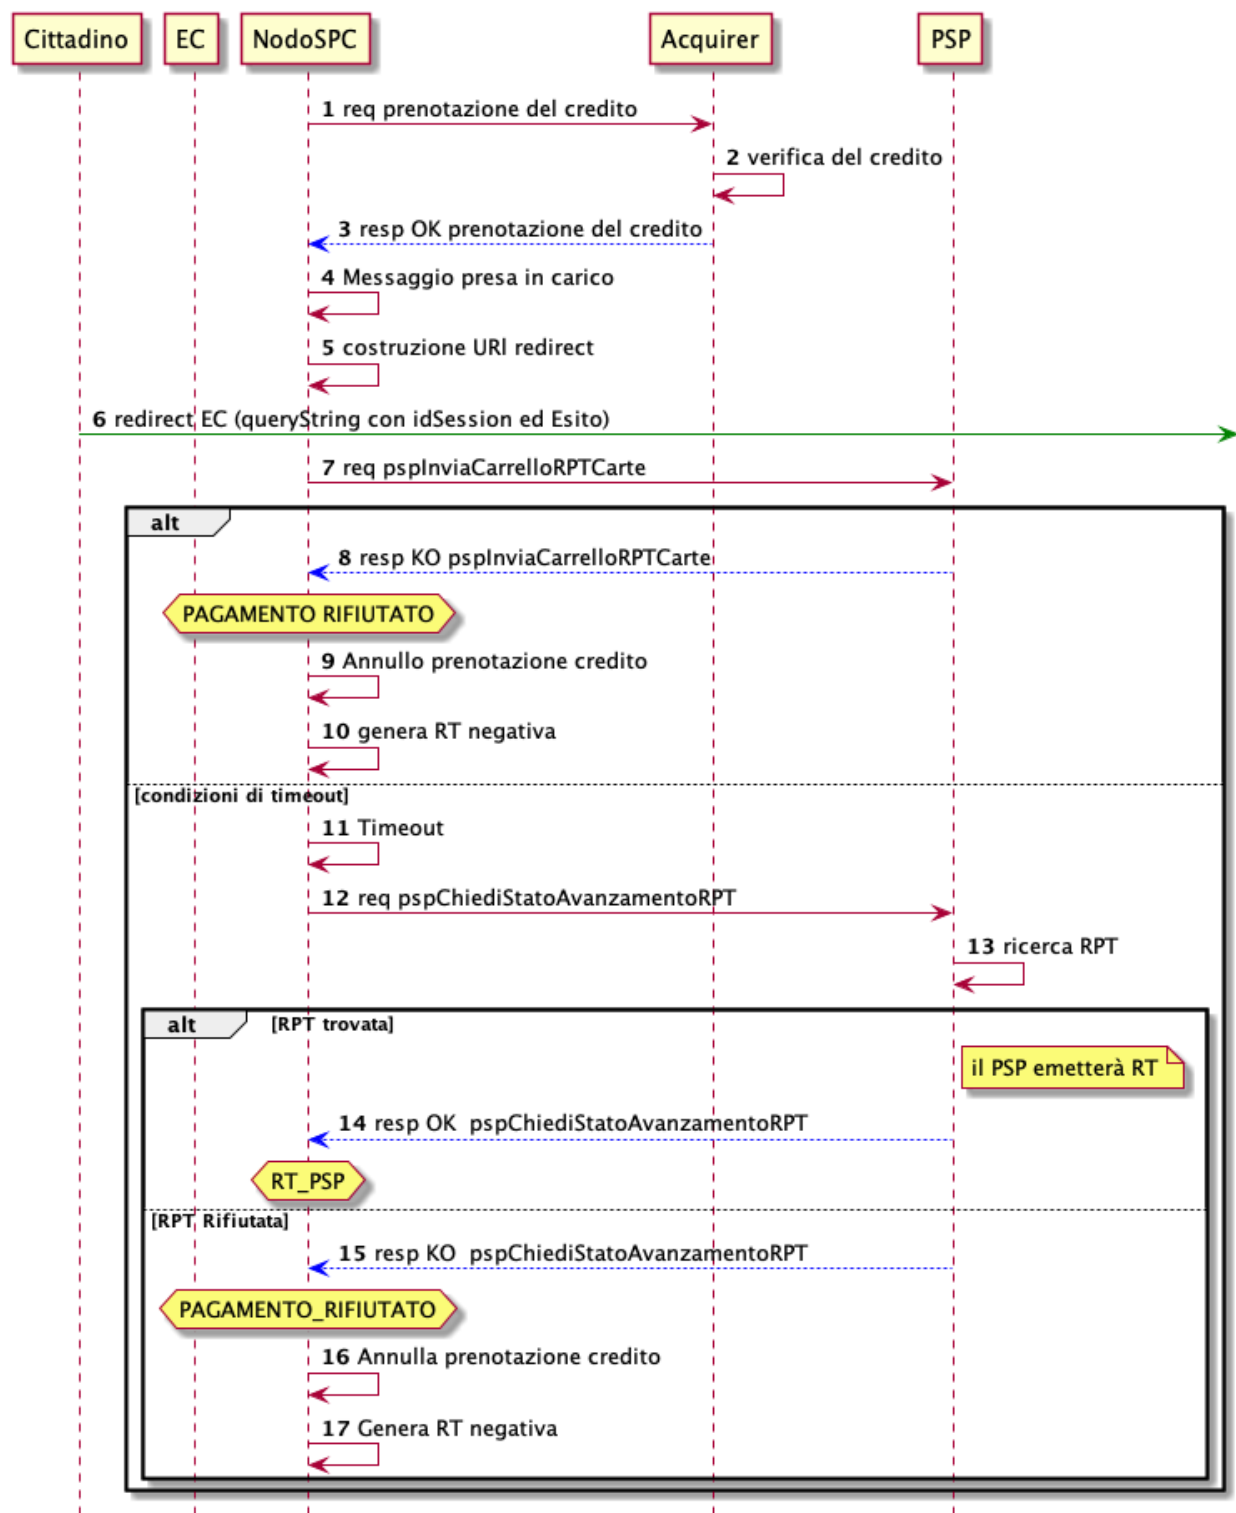 Cittadino EC NodoSPC Acquirer PSP
1 req prenotazione del credito
2 verifica del credito
3 resp OK prenotazione del credito
4 Messaggio presa in carico
5 costruzione URI redirect
6 redirect EC (queryString con idSession ed Esito)
7 req pspInviaCarrelloRPTCarte
alt
8 resp KO pspInviaCarrelloRPTCarte
PAGAMENTO RIFIUTATO
9 Annullo prenotazione credito
10 genera RT negativa
[condizioni di timeout]
11 Timeout
12 req pspChiediStatoAvanzamentoRPT
13 ricerca RPT
alt [RPT trovata]
il PSP emetterà RT
14 resp OK pspChiediStatoAvanzamentoRPT
RT_PSP
[RPT Rifiutata]
15 resp KO pspChiediStatoAvanzamentoRPT
PAGAMENTO_RIFIUTATO
16 Annulla prenotazione credito
17 Genera RT negativa